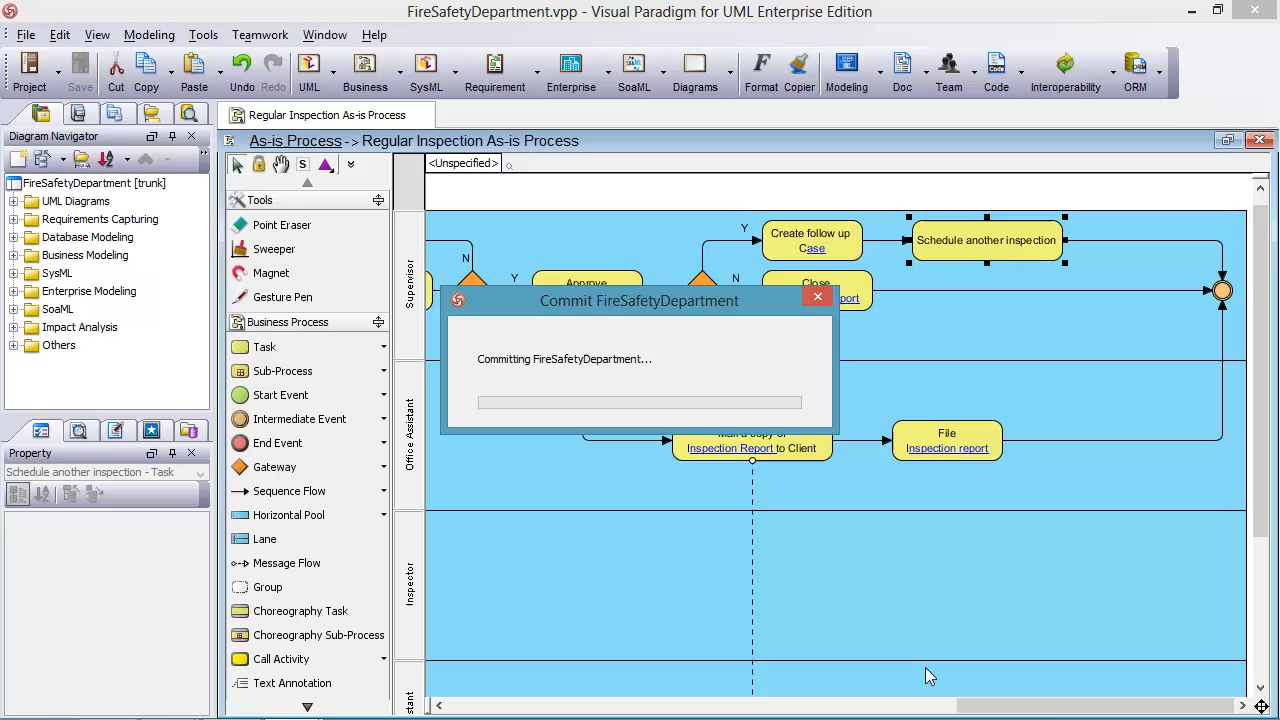 FireSafetyDepartment.vpp - Visual Paradigm for UML Enterprise Edition
File Edit View Modeling Tools Teamwork Window Help
Project Save Cut Copy Paste Undo Redo UML Business SysML Requirement Enterprise SoaML Diagrams Format Copier Modeling Doc Team Code Interoperability ORM
Regular Inspection As-is Process
Diagram Navigator
As-is Process -> Regular Inspection As-is Process
<Unspecified>
FireSafetyDepartment [trunk]
UML Diagrams
Requirements Capturing
Database Modeling
Business Modeling
SysML
Enterprise Modeling
SoaML
Impact Analysis
Others
Property
Schedule another inspection - Task
S
Tools
Point Eraser
Sweeper
Magnet
Gesture Pen
Business Process
Task
Sub-Process
Start Event
Intermediate Event
End Event
Gateway
Sequence Flow
Horizontal Pool
Lane
Message Flow
Group
Choreography Task
Choreography Sub-Process
Call Activity
Text Annotation
Supervisor
Office Assistant
Inspector
N
Y
Approve
Y
N
Create follow up
Case
Schedule another inspection
Close
port
Commit FireSafetyDepartment
Committing FireSafetyDepartment...
Mail a copy of
Inspection Report to Client
File
Inspection report